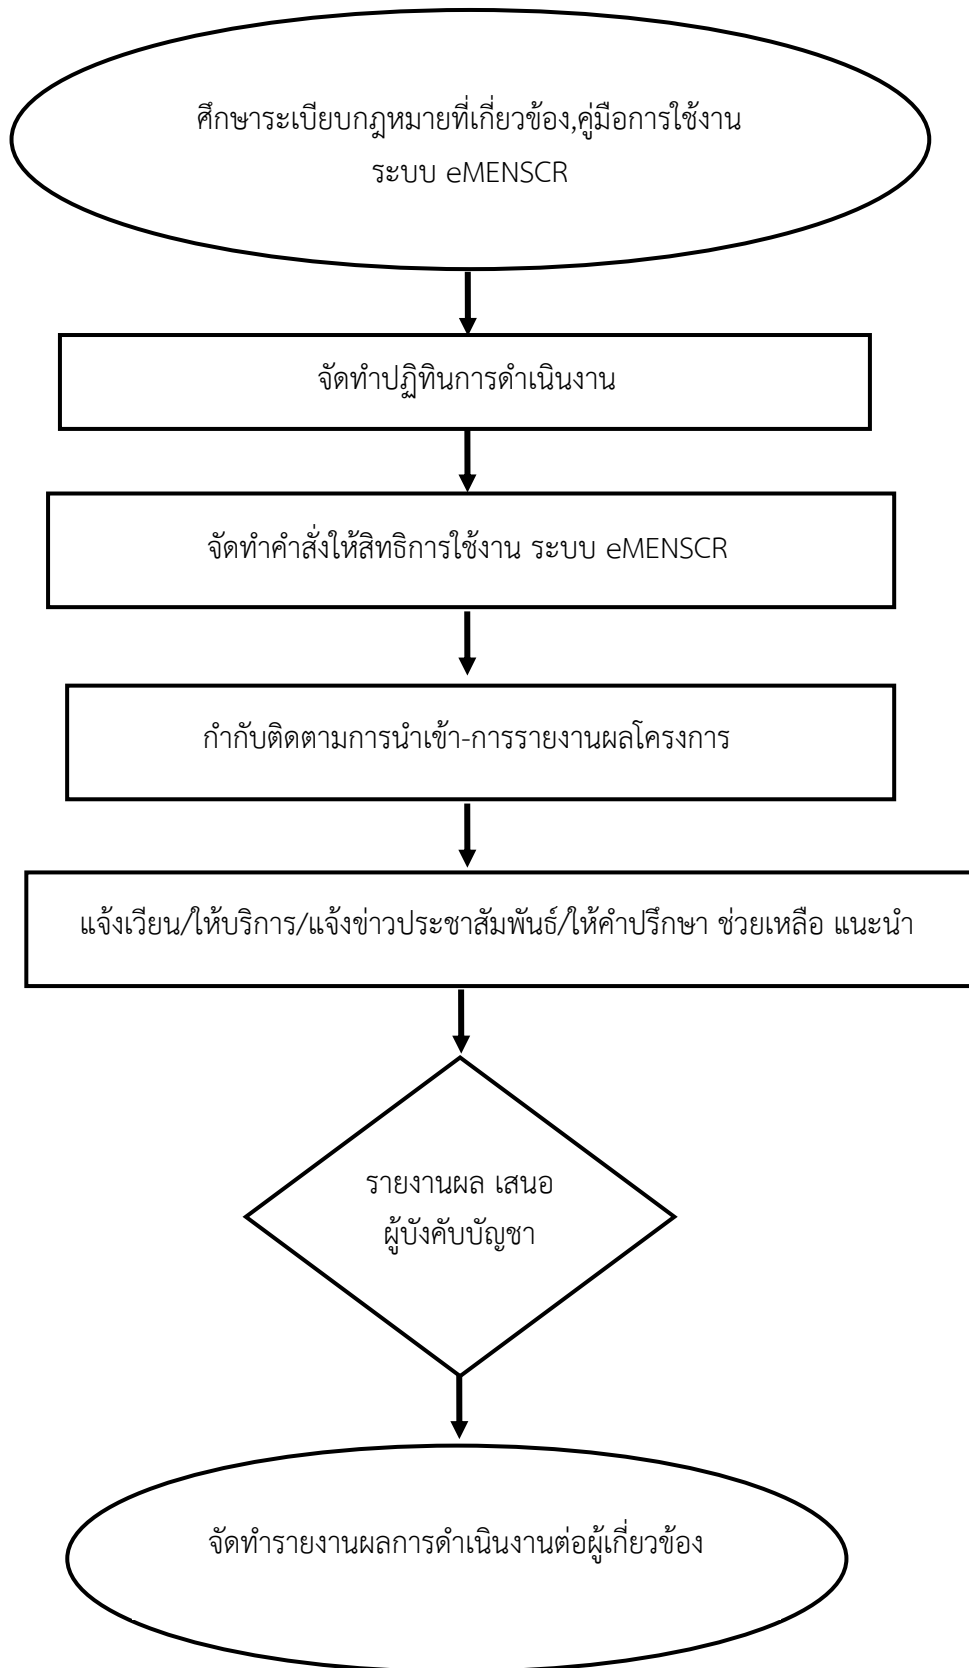 ศึกษาระเบียบกฎหมายที่เกี่ยวข้อง,คู่มือการใช้งาน
ระบบ eMENSCR
จัดทำปฏิทินการดำเนินงาน
จัดทำคำสั่งให้สิทธิการใช้งาน ระบบ eMENSCR
กำกับติดตามการนำเข้า-การรายงานผลโครงการ
แจ้งเวียน/ให้บริการ/แจ้งข่าวประชาสัมพันธ์/ให้คำปรึกษา ช่วยเหลือ แนะนำ
รายงานผล เสนอ
ผู้บังคับบัญชา
จัดทำรายงานผลการดำเนินงานต่อผู้เกี่ยวข้อง